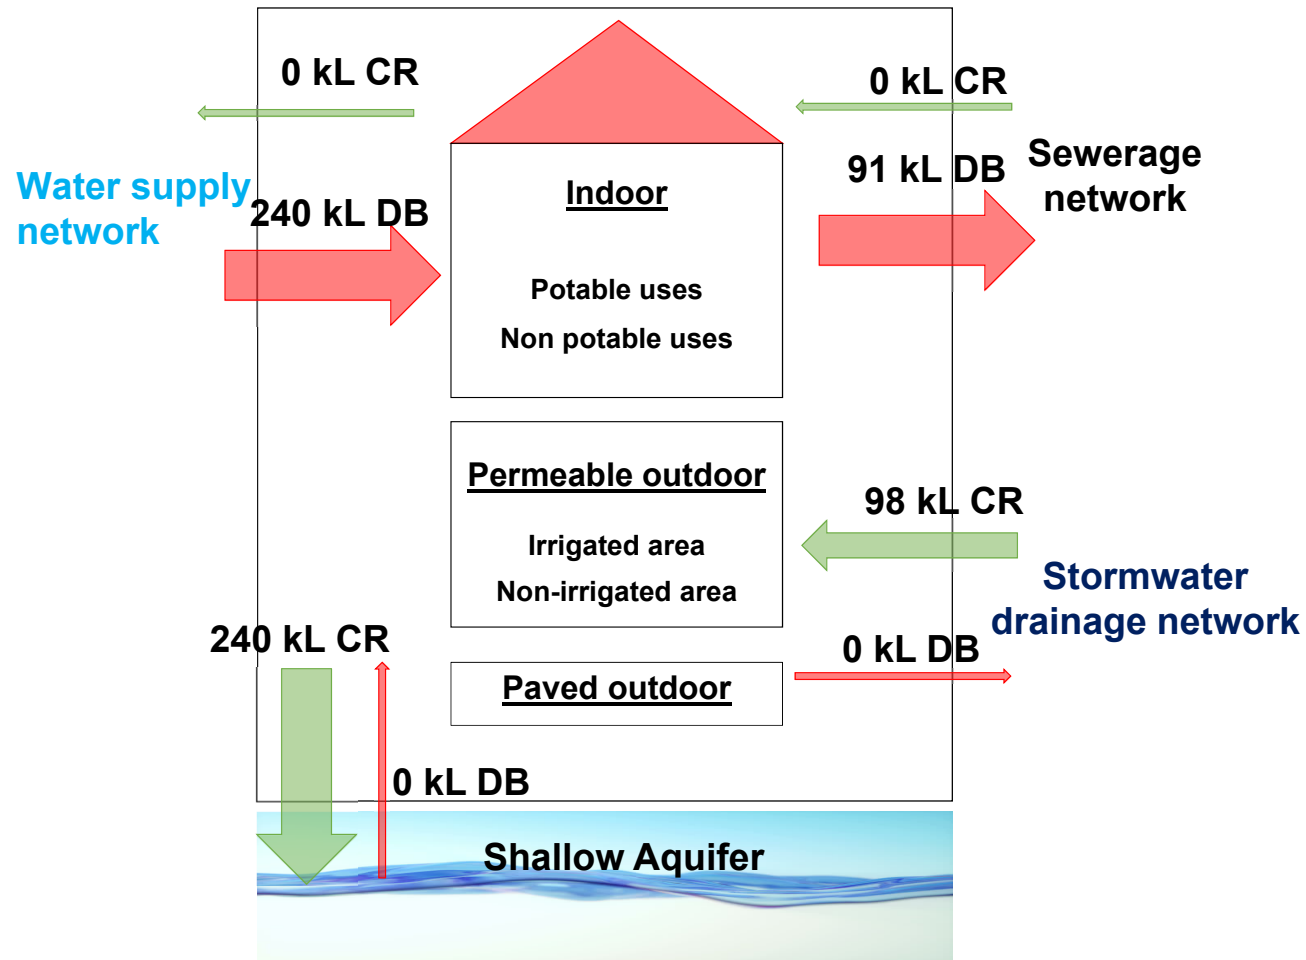 0 kL CR
0 kL CR
Water supply
network
240 kL DB
Indoor
Potable uses
Non potable uses
91 kL DB
Sewerage
network
Permeable outdoor
Irrigated area
Non-irrigated area
98 kL CR
Stormwater
drainage network
240 kL CR
Paved outdoor
0 kL DB
0 kL DB
Shallow Aquifer